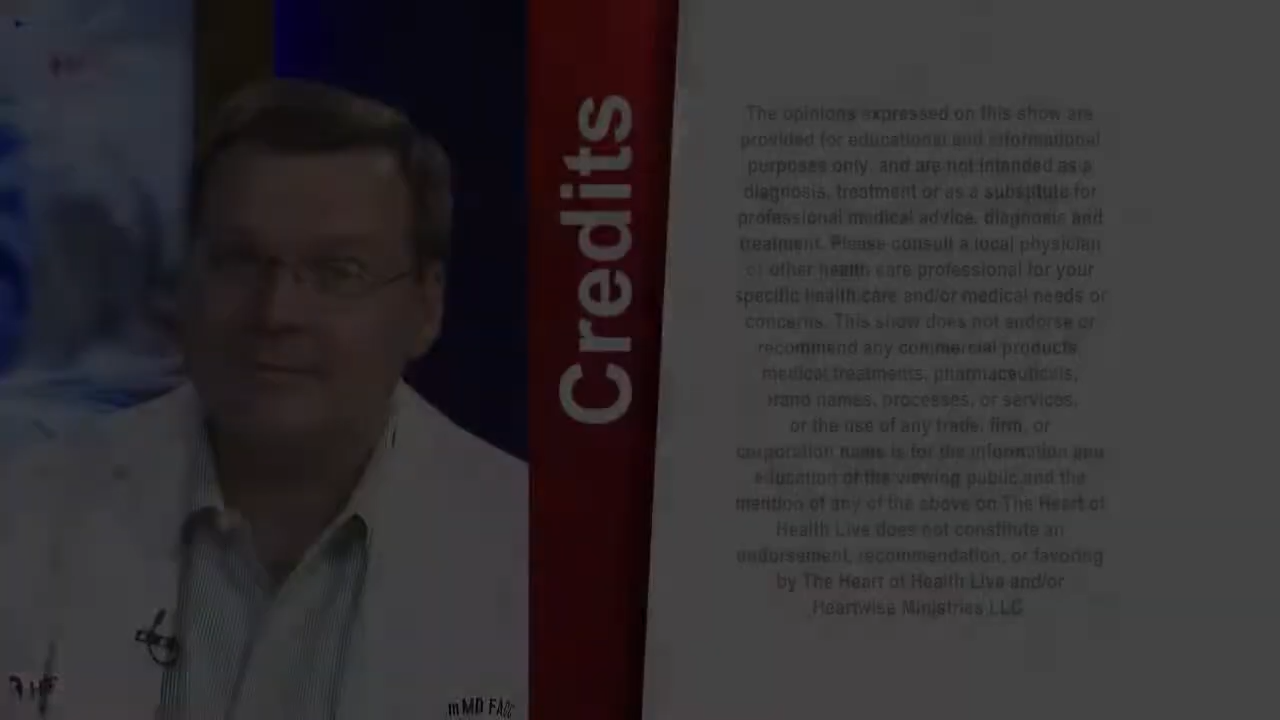 Credits
The opinions expressed on this show are
provided for educational and informational
purposes only, and are not intended as a
diagnosis, treatment or as a substitute for
professional medical advice, diagnosis and
treatment. Please consult a local physician
or other health care professional for your
specific health care and/or medical needs or
concerns. This show does not endorse or
recommend any commercial products
medical treatments, pharmaceuticals,
names, processes, or services,
or the use of any trade, firm, or
corporation name is for the information and
education of the viewing public and the
mention of any of the above on The Heart of
Health Live does not constitute an
endorsement, recommendation, or favoring
by The Heart of Health Live and/or
Heartwise Ministries LLC
MD